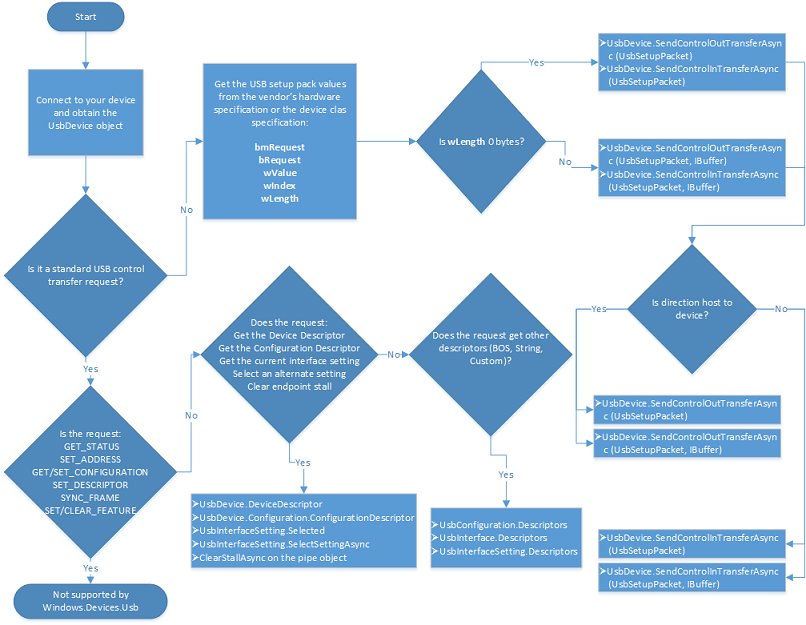 Start
Connect to your device
and obtain the
UsbDevice object
Is it a standard USB control
transfer request?
No
Yes
Get the USB setup pack values
from the vendor's hardware
specification or the device clas
specification:
bmRequest
bRequest
wValue
wIndex
wLength
Is wLength 0 bytes?
Yes
No
➢UsbDevice.SendControlOutTransferAsyn
c (UsbSetupPacket)
➢UsbDevice.SendControlInTransferAsync
(UsbSetupPacket)
➢UsbDevice.SendControlOutTransferAsyn
c (UsbSetupPacket, IBuffer)
➢UsbDevice.SendControlInTransferAsync
(UsbSetupPacket, IBuffer)
Is direction host to
device?
Yes
No
➢UsbDevice.SendControlOutTransferAsyn
c (UsbSetupPacket)
➢UsbDevice.SendControlOutTransferAsyn
c (UsbSetupPacket, IBuffer)
➢UsbDevice.SendControlInTransferAsync
(UsbSetupPacket)
➢UsbDevice.SendControlInTransferAsync
(UsbSetupPacket, IBuffer)
Is the request:
GET_STATUS
SET_ADDRESS
GET/SET_CONFIGURATION
SET_DESCRIPTOR
SYNC_FRAME
SET/CLEAR_FEATURE
No
Yes
Not supported by
Windows.Devices.Usb
Does the request:
Get the Device Descriptor
Get the Configuration Descriptor
Get the current interface setting
Select an alternate setting
Clear endpoint stall
No
Yes
➢UsbDevice.DeviceDescriptor
➢UsbDevice.Configuration.ConfigurationDescriptor
➢UsbInterfaceSetting.Selected
➢UsbInterfaceSetting.SelectSettingAsync
➢ClearStallAsync on the pipe object
Does the request get other
descriptors (BOS, String,
Custom)?
Yes
➢UsbConfiguration.Descriptors
➢UsbInterface.Descriptors
➢UsbInterfaceSetting.Descriptors